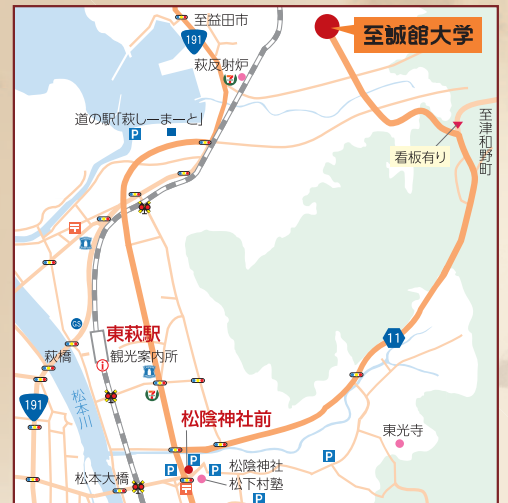 至益田市
191
至誠館大学
萩反射炉
7
道の駅「萩しーまーと」
P
至津和野町
看板有り
〒
GS
東萩駅
11
萩橋
i
観光案内所
191
松本川
7
松陰神社前
東光寺
P
P
P
P
松陰神社
松下村塾
松本大橋
〒
P